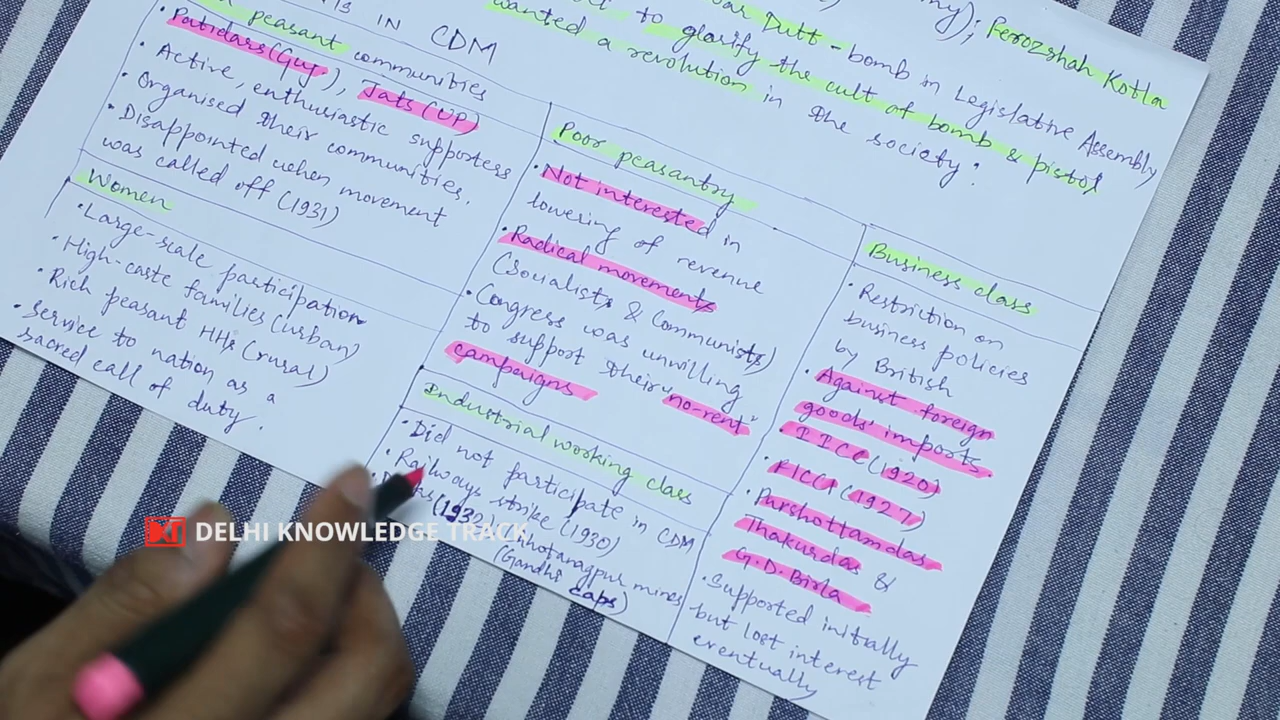 Dutt - bomb in Legislative Assembly
Ferozshah Kotla
to glorify the cult of bomb & pistol
wanted a revolution in the society.
IN CDM
peasant communities
• Patidars (Guj), Jats (UP)
• Active, enthusiastic supporters
• Organised their communities.
• Disappointed when movement
was called off (1931)
Women
• Large-scale participation
• High-caste families (urban)
• Rich peasant HHs (rural)
• Service to nation as a
sacred call of duty.
Poor peasantry
• Not interested in
lowering of revenue
• Radical movements
(Socialists & Communists)
• Congress was unwilling
to support their "no-rent"
campaigns
Industrial working class
• Did not participate in CDM
• Railways strike (1930)
(1932)
Chhotanagpur mines
(Gandhi caps)
Business class
• Restriction on
business policies
by British
• Against foreign
goods' imports.
• IICC (1920)
• FICCI (1927)
• Purshottamdas
Thakurdas &
G.D. Birla
• Supported initially
but lost interest
eventually
DELHI KNOWLEDGE TRACK